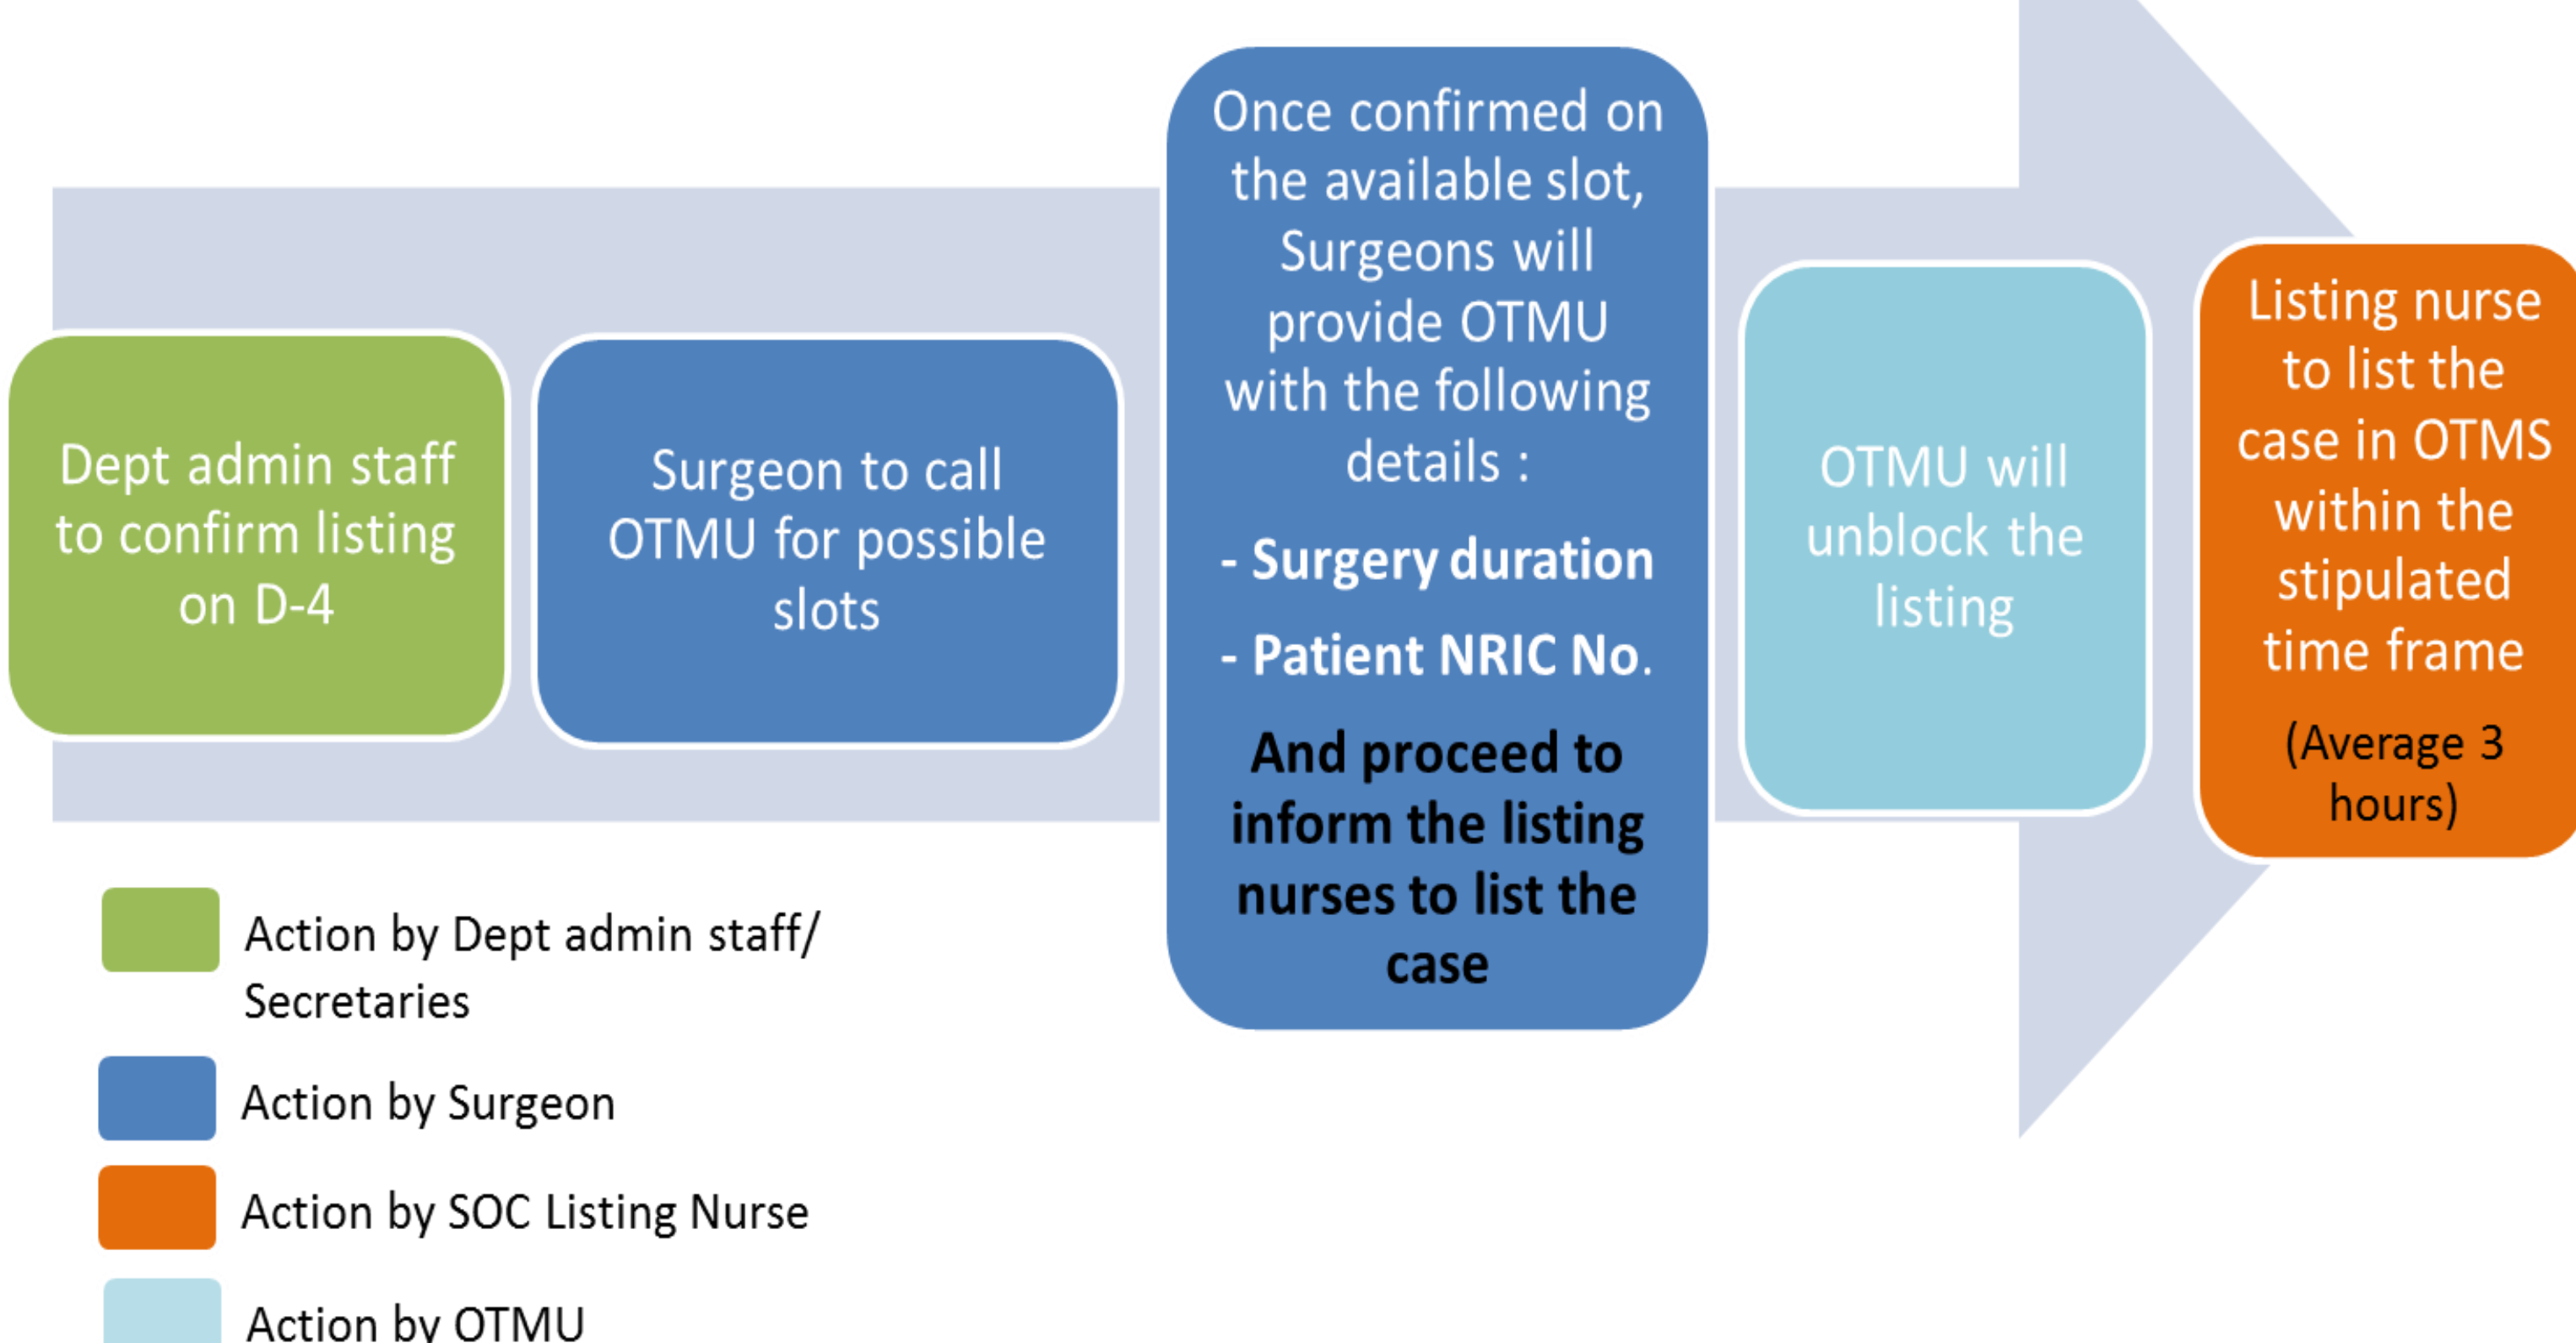 Dept admin staff
to confirm listing
on D-4
Surgeon to call
OTMU for possible
slots
Once confirmed on
the available slot,
Surgeons will
provide OTMU
with the following
details :
- Surgery duration
- Patient NRIC No.
And proceed to
inform the listing
nurses to list the
case
OTMU will
unblock the
listing
Listing nurse
to list the
case in OTMS
within the
stipulated
time frame
(Average 3
hours)
Action by Dept admin staff/
Secretaries
Action by Surgeon
Action by SOC Listing Nurse
Action by OTMU